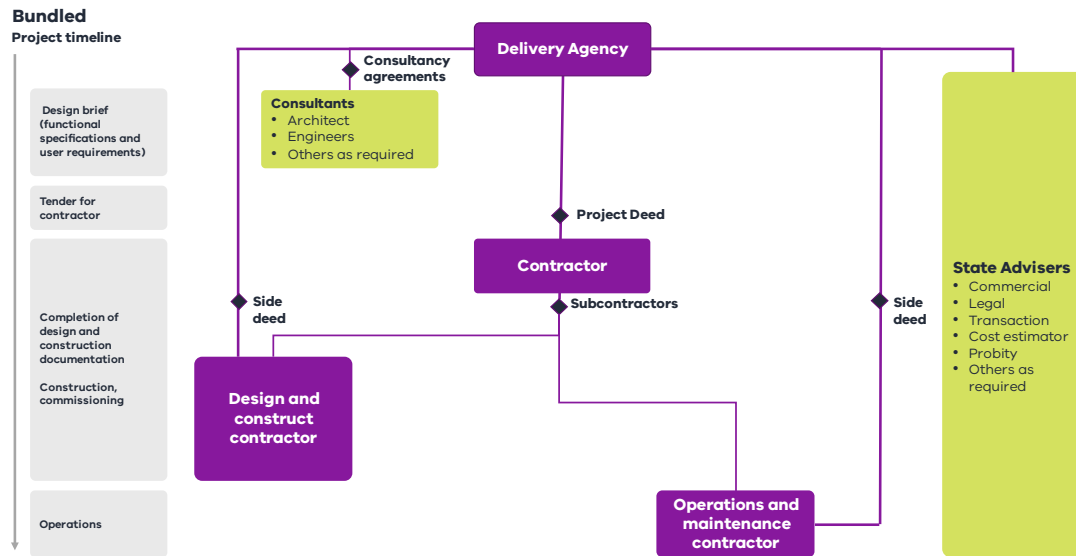 Bundled
Project timeline
Design brief
(functional
specifications and
user requirements)
Tender for
contractor
Completion of
design and
construction
documentation
Construction,
commissioning
Operations
Delivery Agency
Consultancy
agreements
Consultants
• Architect
• Engineers
• Others as required
Project Deed
Contractor
Subcontractors
Side
deed
Design and
construct
contractor
Operations and
maintenance
contractor
Side
deed
State Advisers
• Commercial
• Legal
• Transaction
• Cost estimator
• Probity
• Others as
required